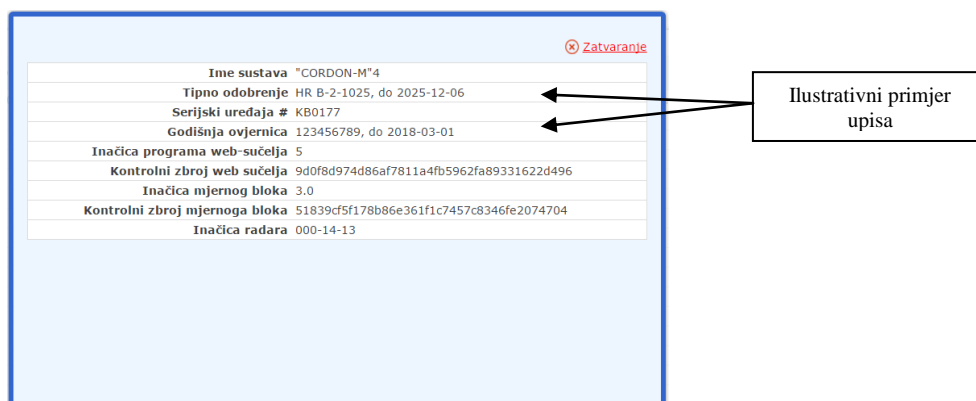 Zatvaranje
Ime sustava "CORDON-M"4
Tipno odobrenje HR B-2-1025, do 2025-12-06
Serijski uređaja # KB0177
Godišnja ovjernica 123456789, do 2018-03-01
Inačica programa web-sučelja 5
Kontrolni zbroj web sučelja 9d0f8d974d86af7811a4fb5962fa89331622d496
Inačica mjernog bloka 3.0
Kontrolni zbroj mjernoga bloka 51839cf5f178b86e361f1c7457c8346fe2074704
Inačica radara 000-14-13
Ilustrativni primjer
upisa